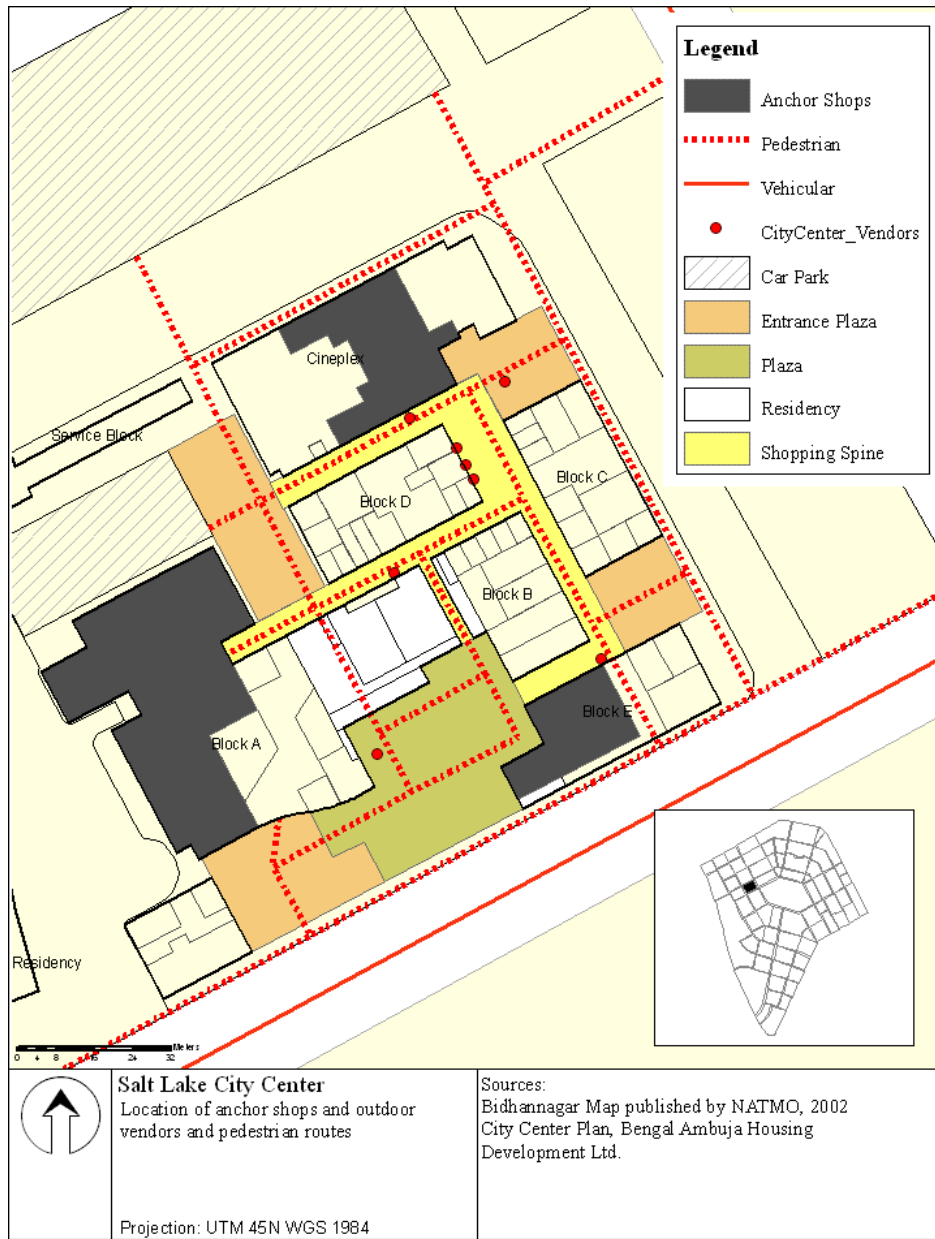 Legend
Anchor Shops
Pedestrian
Vehicular
CityCenter_Vendors
Car Park
Entrance Plaza
Plaza
Residency
Shopping Spine
Cineplex
Service Block
Block D
Block C
Block B
Block E
Block A
Residency
Meters
0 4 8 16 24 32
Salt Lake City Center
Location of anchor shops and outdoor
vendors and pedestrian routes
Projection: UTM 45N WGS 1984
Sources:
Bidhannagar Map published by NATMO, 2002
City Center Plan, Bengal Ambuja Housing
Development Ltd.